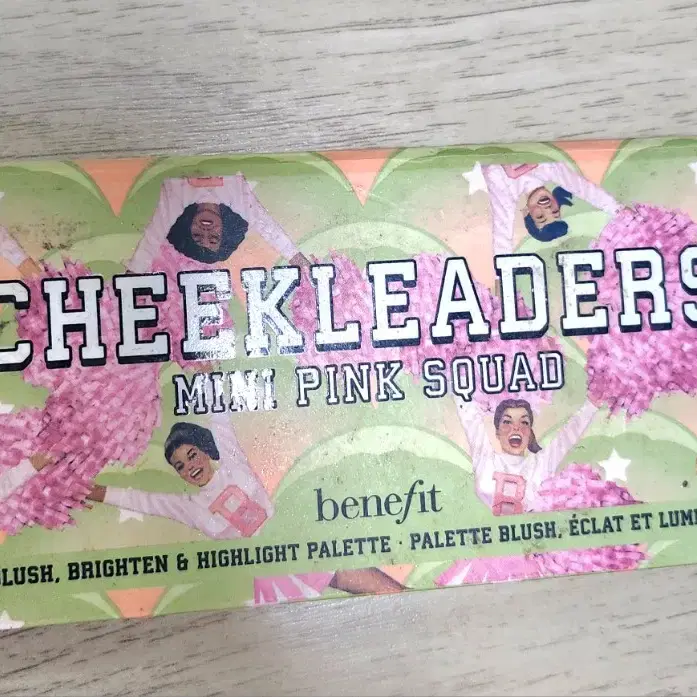 CHEEKLEADERS
MINI PINK SQUAD
B
B
benefit
BLUSH, BRIGHTEN & HIGHLIGHT PALETTE · PALETTE BLUSH, ÉCLAT ET